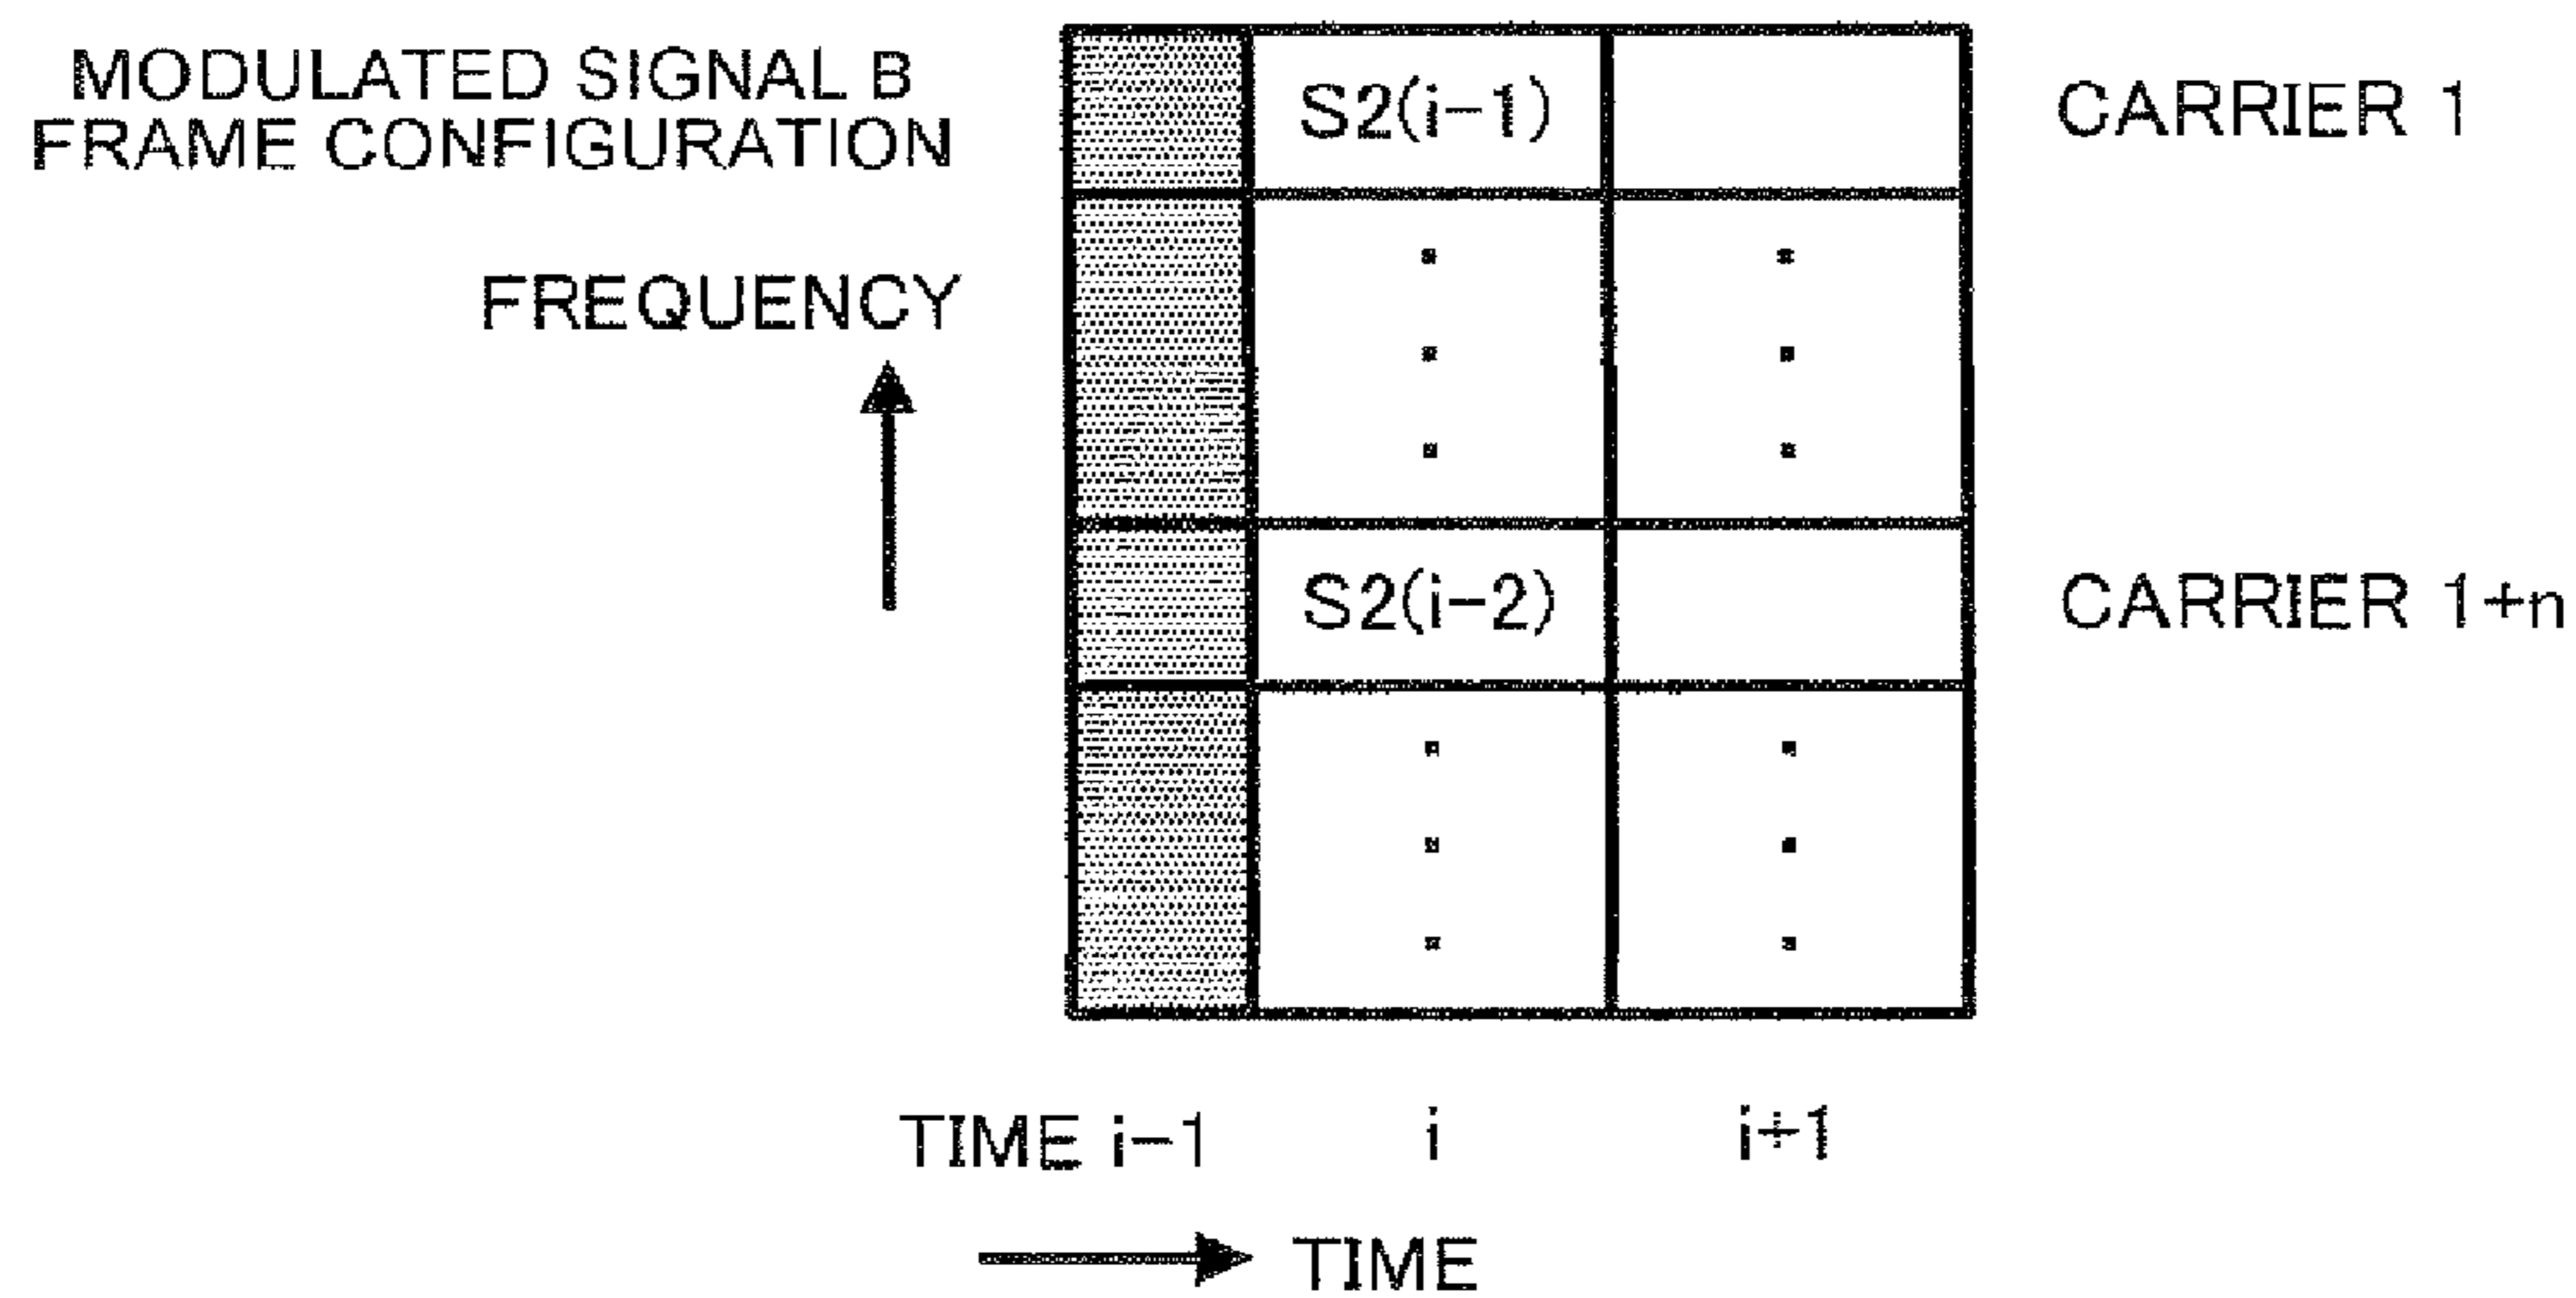 MODULATED SIGNAL B
FRAME CONFIGURATION
S2(i-1)
CARRIER 1
FREQUENCY
S2(i-2)
CARRIER 1+n
TIME i-1 i i+1
TIME